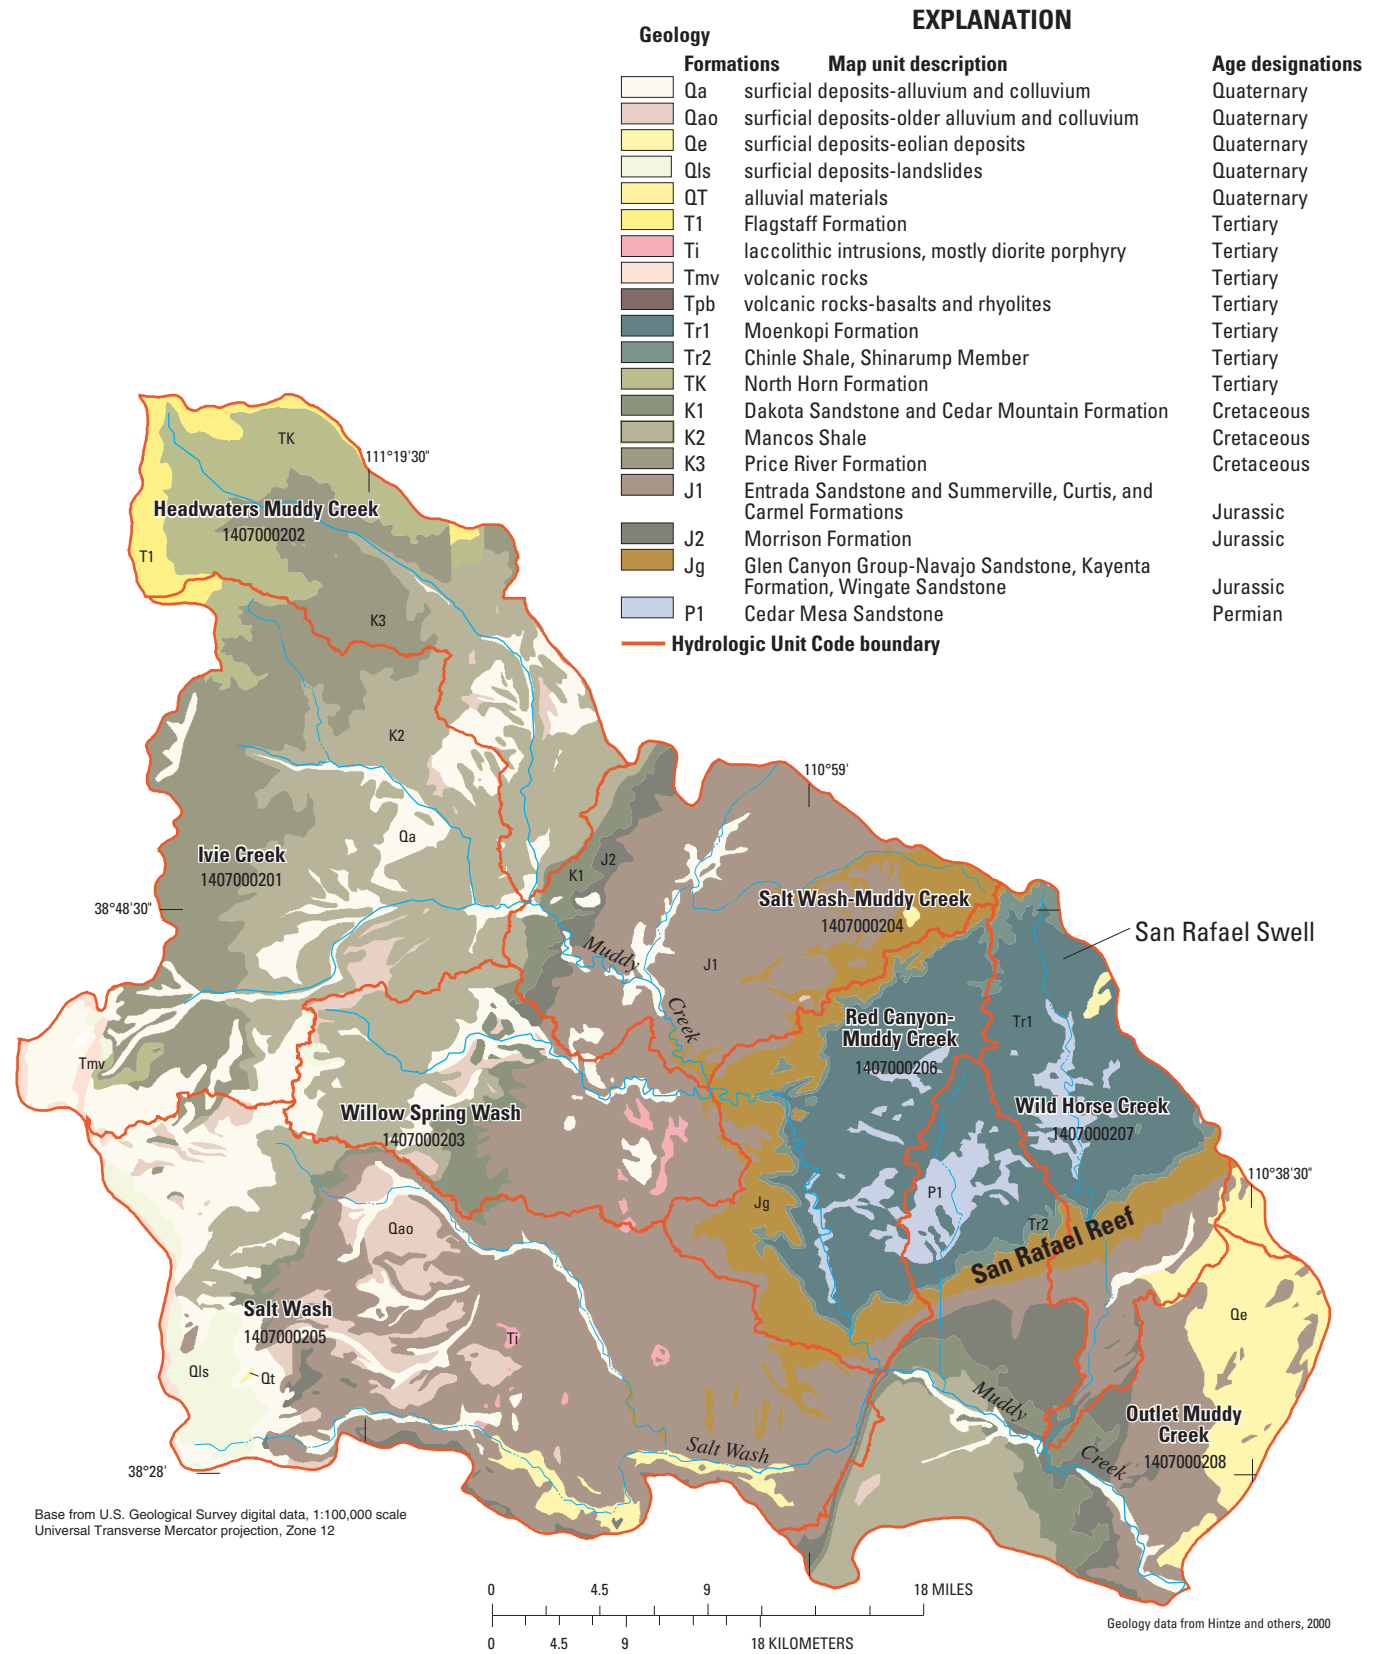 EXPLANATION
Geology
Formations Map unit description Age designations
Qa surficial deposits-alluvium and colluvium Quaternary
Qao surficial deposits-older alluvium and colluvium Quaternary
Qe surficial deposits-eolian deposits Quaternary
Qls surficial deposits-landslides Quaternary
QT alluvial materials Quaternary
T1 Flagstaff Formation Tertiary
Ti laccolithic intrusions, mostly diorite porphyry Tertiary
Tmv volcanic rocks Tertiary
Tpb volcanic rocks-basalts and rhyolites Tertiary
Tr1 Moenkopi Formation Tertiary
Tr2 Chinle Shale, Shinarump Member Tertiary
TK North Horn Formation Tertiary
K1 Dakota Sandstone and Cedar Mountain Formation Cretaceous
K2 Mancos Shale Cretaceous
K3 Price River Formation Cretaceous
J1 Entrada Sandstone and Summerville, Curtis, and
Carmel Formations Jurassic
J2 Morrison Formation Jurassic
Jg Glen Canyon Group-Navajo Sandstone, Kayenta
Formation, Wingate Sandstone Jurassic
P1 Cedar Mesa Sandstone Permian
Hydrologic Unit Code boundary
TK
111°19'30"
Headwaters Muddy Creek
1407000202
T1
K3
K2
110°59'
Qa
Ivie Creek
1407000201
J2
K1
38°48'30"
Salt Wash-Muddy Creek
1407000204
San Rafael Swell
Muddy
Creek
J1
Red Canyon-
Muddy Creek
1407000206
Tr1
Tmv
Willow Spring Wash
1407000203
Wild Horse Creek
1407000207
110°38'30"
P1
Jg
Tr2
San Rafael Reef
Qao
Salt Wash
1407000205
Ti
Qe
Qls
Qt
Muddy
Creek
Outlet Muddy
Creek
1407000208
Salt Wash
38°28'
Base from U.S. Geological Survey digital data, 1:100,000 scale
Universal Transverse Mercator projection, Zone 12
0 4.5 9 18 MILES
0 4.5 9 18 KILOMETERS
Geology data from Hintze and others, 2000